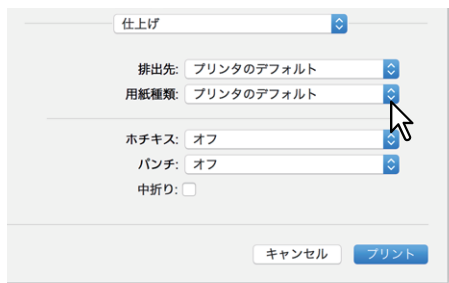 仕上げ
排出先: プリンタのデフォルト
用紙種類: プリンタのデフォルト
ホチキス: オフ
パンチ: オフ
中折り:
キャンセル プリント